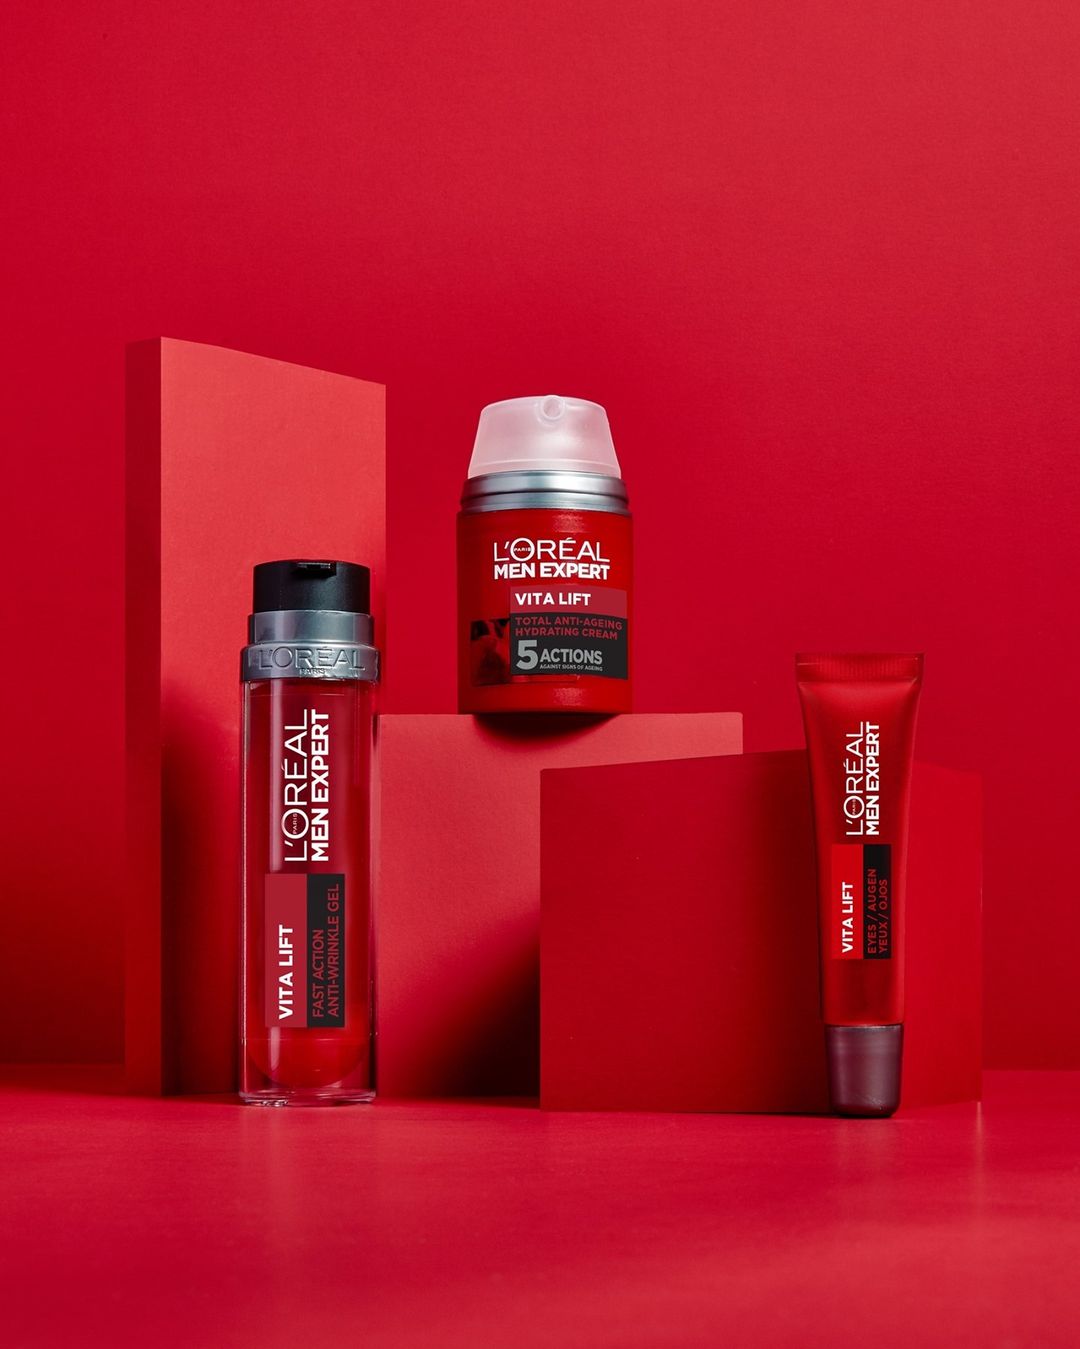 L'ORÉAL
PARIS
L'ORÉAL
PARIS
MEN EXPERT
VITA LIFT
FAST ACTION
ANTI-WRINKLE GEL
L'ORÉAL
PARIS
MEN EXPERT
VITA LIFT
TOTAL ANTI-AGEING
HYDRATING CREAM
5 ACTIONS
AGAINST SIGNS OF AGEING
L'ORÉAL
PARIS
MEN EXPERT
VITA LIFT
EYES / AUGEN
YEUX / OJOS